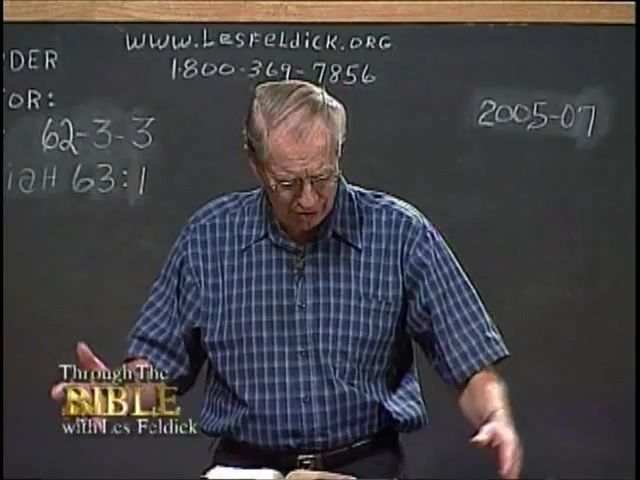 www.LesFeldick.org
1-800-369-7856
DER
OR:
62-3-3
iaH 63:1
2005-07
Through The
BIBLE
with Les Feldick